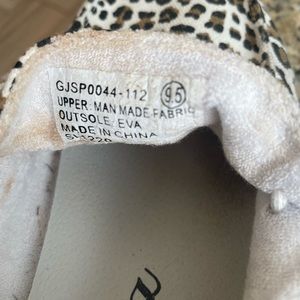 GJSP0044-112 9.5
UPPER: MAN MADE FABRIC
OUTSOLE: EVA
MADE IN CHINA